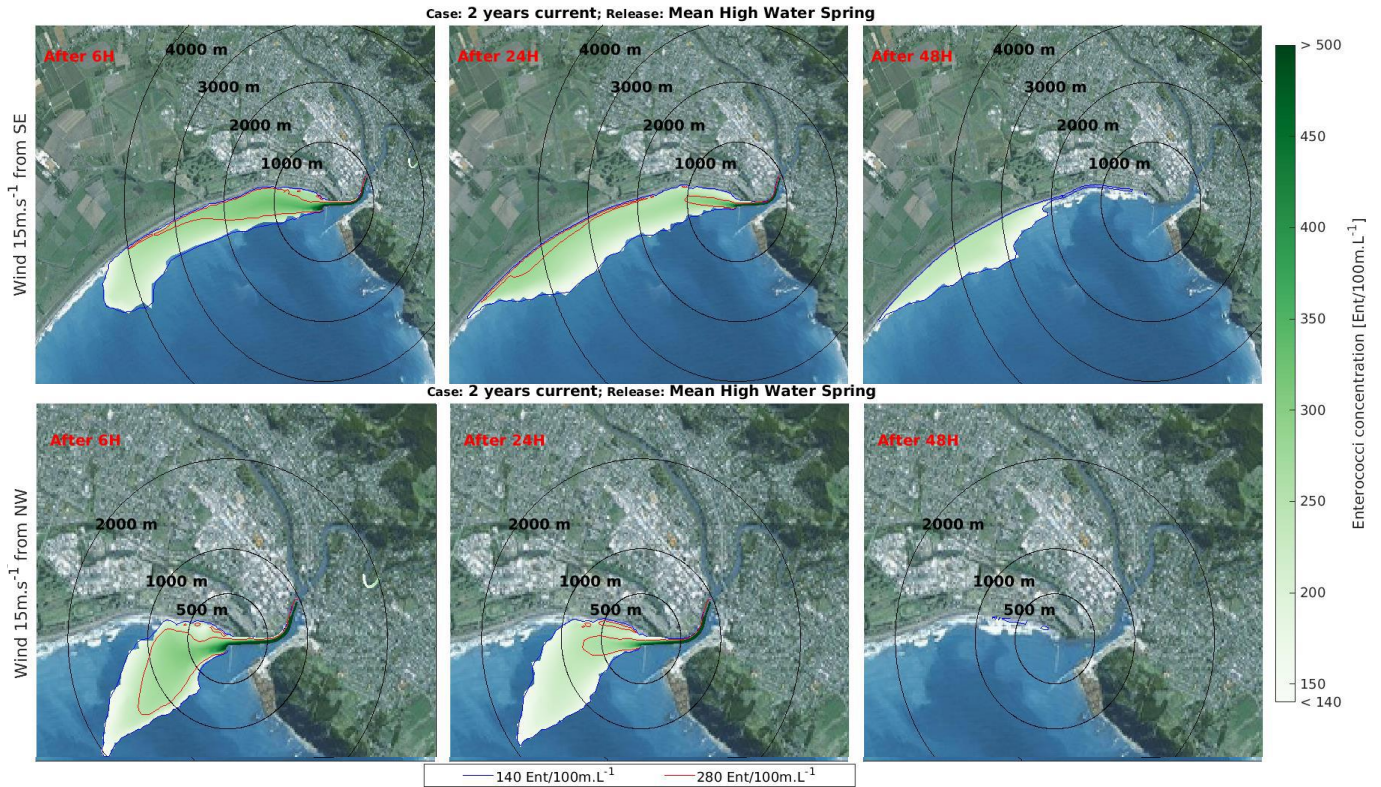 Case: 2 years current; Release: Mean High Water Spring
Wind 15m.s-1 from SE
After 6H
4000 m
3000 m
2000 m
1000 m
After 24H
4000 m
3000 m
2000 m
1000 m
After 48H
4000 m
3000 m
2000 m
1000 m
Case: 2 years current; Release: Mean High Water Spring
Wind 15m.s-1 from NW
After 6H
2000 m
1000 m
500 m
After 24H
2000 m
1000 m
500 m
After 48H
2000 m
1000 m
500 m
> 500
450
400
350
300
250
200
150
< 140
Enterococci concentration [Ent/100m.L-1]
140 Ent/100m.L-1
280 Ent/100m.L-1